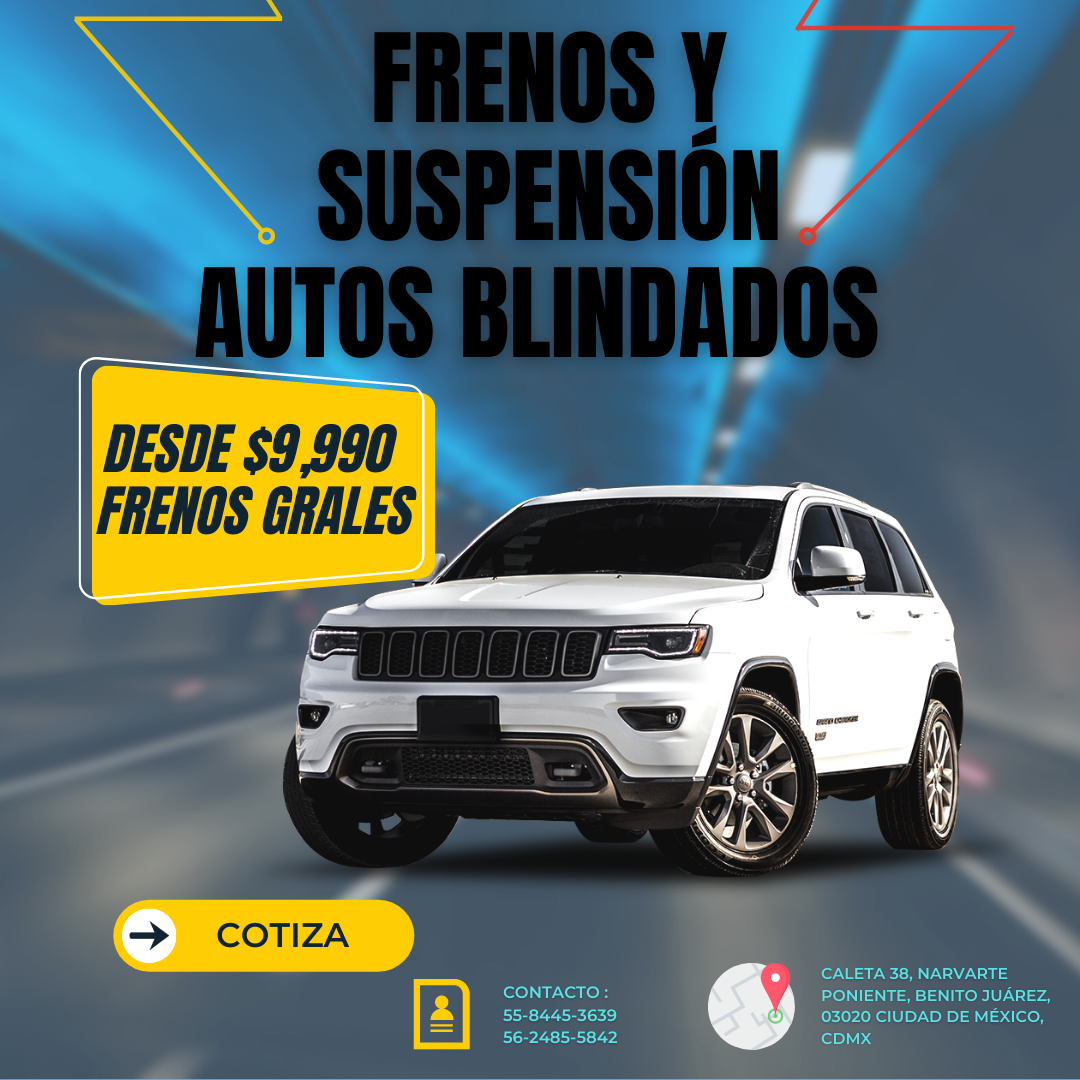 FRENOS Y
SUSPENSIÓN
AUTOS BLINDADOS
DESDE $9,990
FRENOS GRALES
COTIZA
CONTACTO :
55-8445-3639
56-2485-5842
CALETA 38, NARVARTE
PONIENTE, BENITO JUÁREZ,
03020 CIUDAD DE MÉXICO,
CDMX